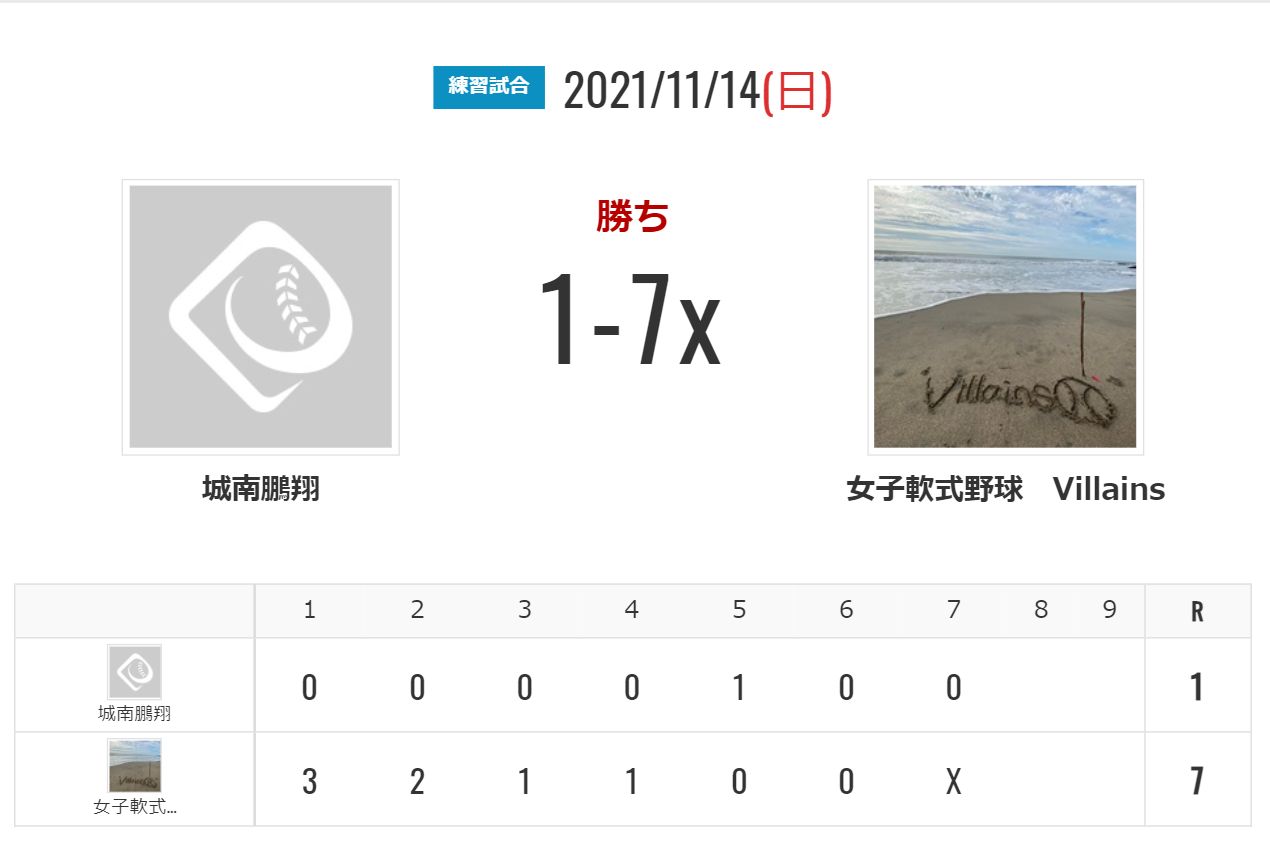 練習試合 2021/11/14(日)
勝ち
1-7x
Villains
城南鵬翔
女子軟式野球　Villains
1 2 3 4 5 6 7 8 9 R
城南鵬翔 0 0 0 0 1 0 0 1
女子軟式... 3 2 1 1 0 0 X 7